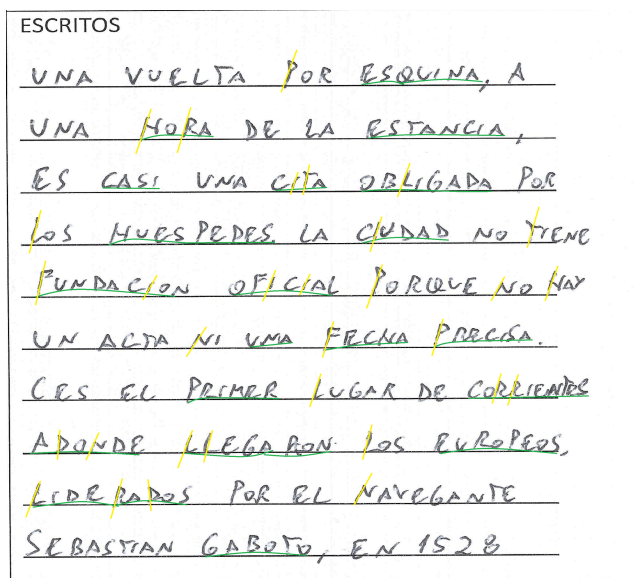 ESCRITOS
UNA VUELTA POR ESQUINA, A
UNA HORA DE LA ESTANCIA,
ES CASI UNA CITA OBLIGADA POR
LOS HUESPEDES. LA CIUDAD NO TIENE
FUNDACION OFICIAL PORQUE NO HAY
UN ACTA NI UNA FECHA PRECISA.
CES EL PRIMER LUGAR DE CORRIENTES
ADONDE LLEGARON LOS EUROPEOS,
LIDERADOS POR EL NAVEGANTE
SEBASTIAN GABOTO, EN 1528